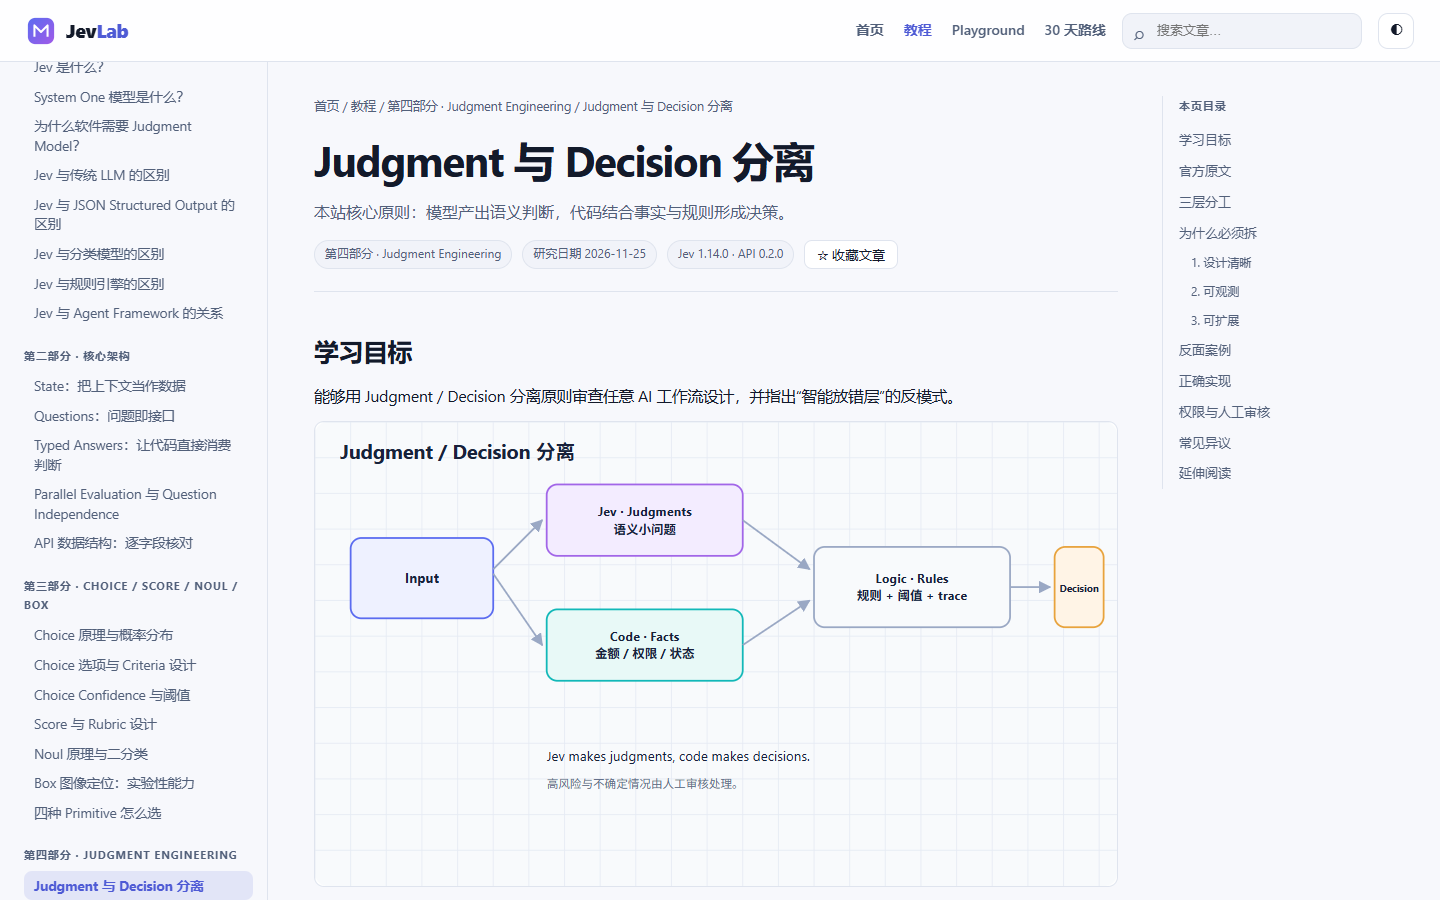 JevLab
首页
教程
Playground
30 天路线
搜索文章...
Jev 是什么?
System One 模型是什么?
为什么软件需要 Judgment
Model?
Jev 与传统 LLM 的区别
Jev 与 JSON Structured Output 的
区别
Jev 与分类模型的区别
Jev 与规则引擎的区别
Jev 与 Agent Framework 的关系
第二部分 · 核心架构
State：把上下文当作数据
Questions：问题即接口
Typed Answers：让代码直接消费
判断
Parallel Evaluation 与 Question
Independence
API 数据结构：逐字段核对
第三部分 · CHOICE / SCORE / NOUL /
BOX
Choice 原理与概率分布
Choice 选项与 Criteria 设计
Choice Confidence 与阈值
Score 与 Rubric 设计
Noul 原理与二分类
Box 图像定位：实验性能力
四种 Primitive 怎么选
第四部分 · JUDGMENT ENGINEERING
Judgment 与 Decision 分离
首页 / 教程 / 第四部分 · Judgment Engineering / Judgment 与 Decision 分离
Judgment 与 Decision 分离
本站核心原则：模型产出语义判断，代码结合事实与规则形成决策。
第四部分 · Judgment Engineering
研究日期 2026-11-25
Jev 1.14.0 · API 0.2.0
☆ 收藏文章
学习目标
能够用 Judgment / Decision 分离原则审查任意 AI 工作流设计，并指出“智能放错层”的反模式。
Judgment / Decision 分离
Input
Jev · Judgments
语义小问题
Code · Facts
金额 / 权限 / 状态
Logic · Rules
规则 + 阈值 + trace
Decision
Jev makes judgments, code makes decisions.
高风险与不确定情况由人工审核处理。
本页目录
学习目标
官方原文
三层分工
为什么必须拆
1. 设计清晰
2. 可观测
3. 可扩展
反面案例
正确实现
权限与人工审核
常见异议
延伸阅读